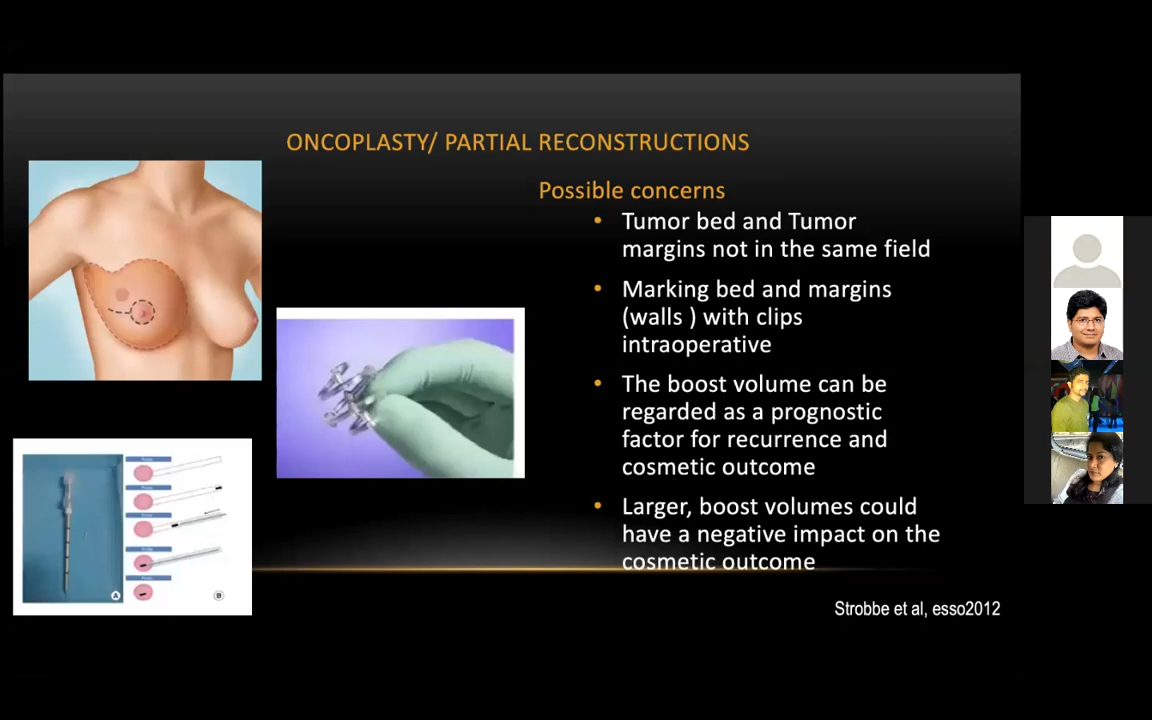 ONCOPLASTY/ PARTIAL RECONSTRUCTIONS
Possible concerns
• Tumor bed and Tumor
margins not in the same field
• Marking bed and margins
(walls ) with clips
intraoperative
• The boost volume can be
regarded as a prognostic
factor for recurrence and
cosmetic outcome
• Larger, boost volumes could
have a negative impact on the
cosmetic outcome
Strobbe et al, esso2012
A
B